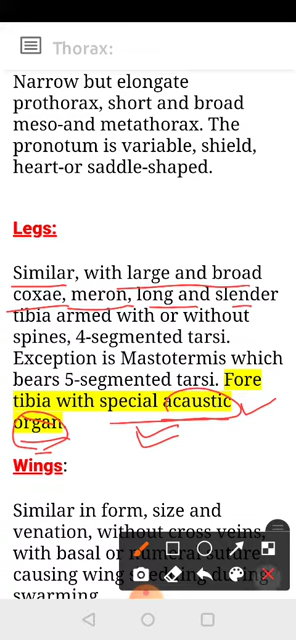 Thorax:
Narrow but elongate
prothorax, short and broad
meso-and metathorax. The
pronotum is variable, shield,
heart-or saddle-shaped.
Legs:
Similar, with large and broad
coxae, meron, long and slender
tibia armed with or without
spines, 4-segmented tarsi.
Exception is Mastotermis which
bears 5-segmented tarsi. Fore
tibia with special acaustic
organ
Wings:
Similar in form, size and
venation, without cross veins,
with basal or suture
causing wing
swarming